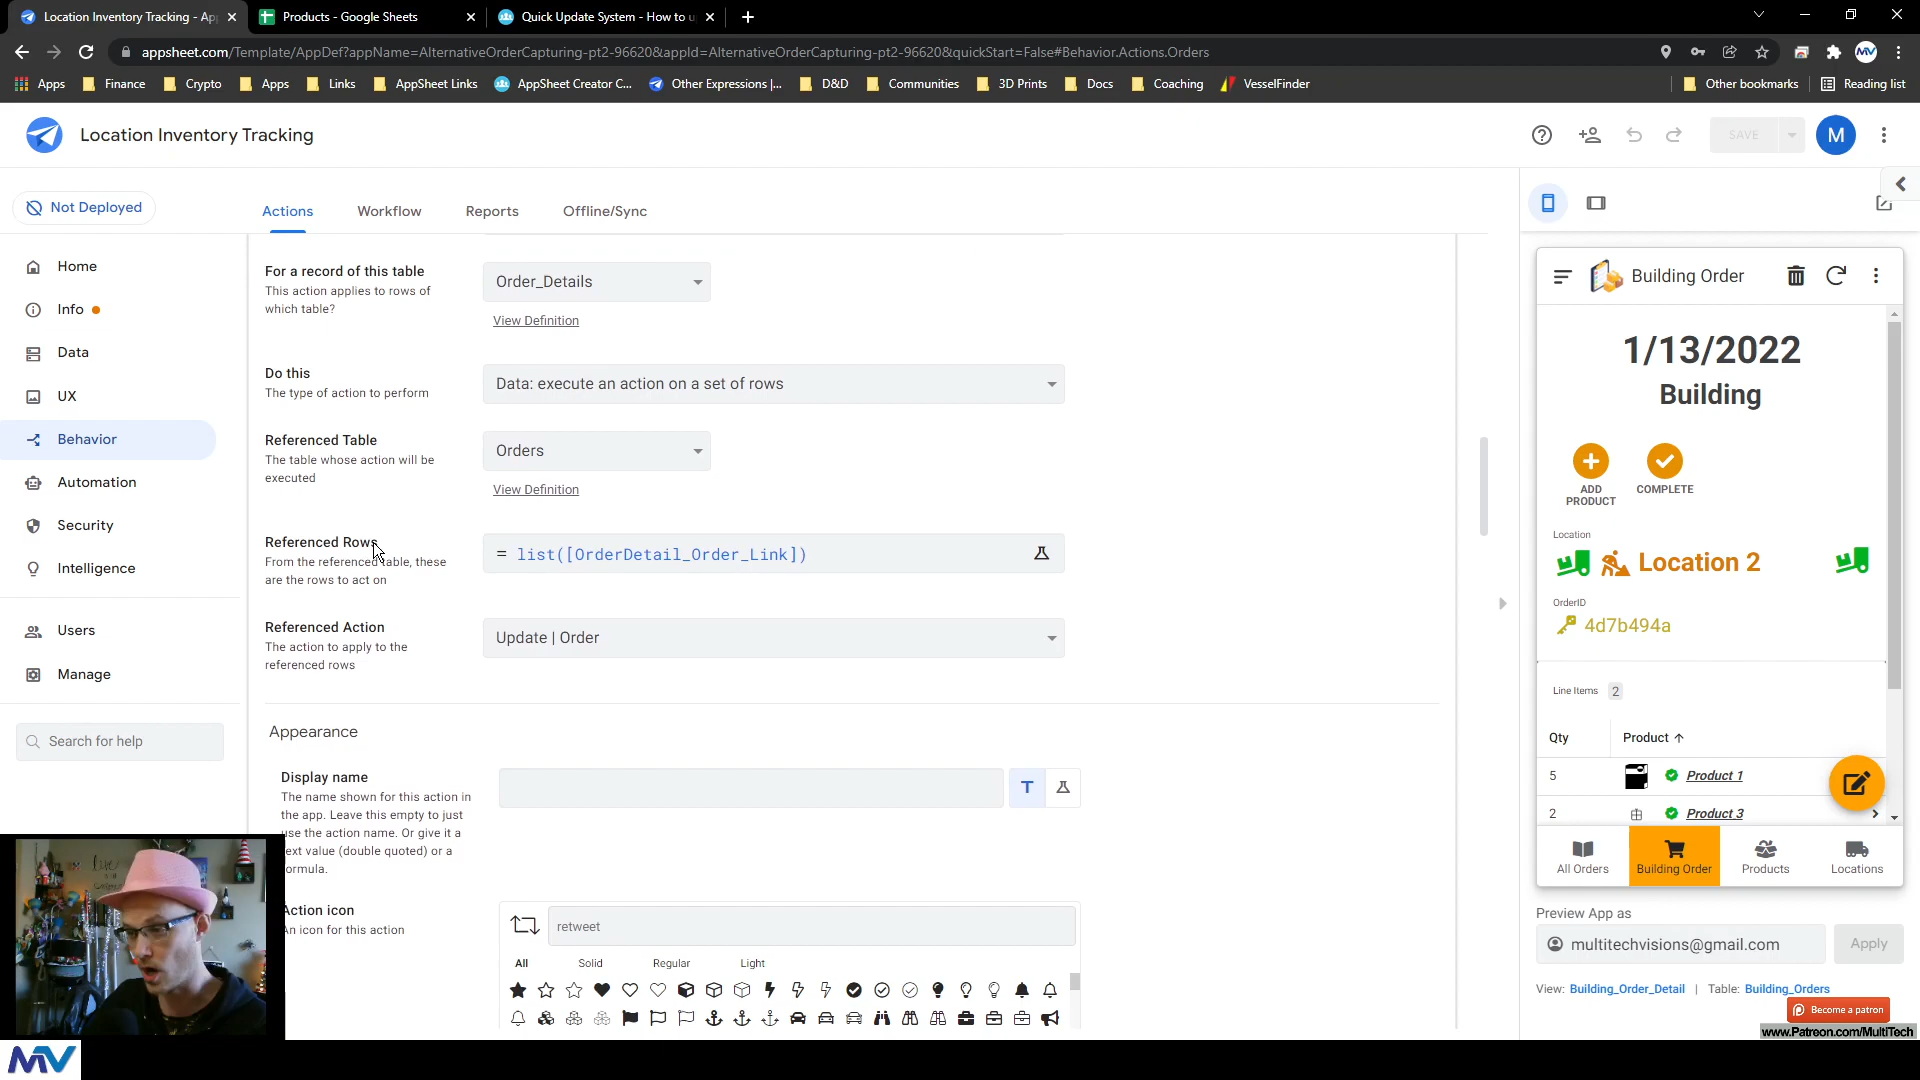 Location Inventory Tracking - Ap
Products - Google Sheets
Quick Update System - How to u
appsheet.com/Template/AppDef?appName=AlternativeOrderCapturing-pt2-96620&appId=AlternativeOrderCapturing-pt2-96620&quickStart=False#Behavior.Actions.Orders
Apps
Finance
Crypto
Apps
Links
AppSheet Links
AppSheet Creator C...
Other Expressions |...
D&D
Communities
3D Prints
Docs
Coaching
VesselFinder
Other bookmarks
Reading list
Location Inventory Tracking
SAVE
M
Not Deployed
Actions
Workflow
Reports
Offline/Sync
Home
Info
Data
UX
Behavior
Automation
Security
Intelligence
Users
Manage
Search for help
For a record of this table
This action applies to rows of
which table?
Order_Details
View Definition
Do this
The type of action to perform
Data: execute an action on a set of rows
Referenced Table
The table whose action will be
executed
Orders
View Definition
Referenced Rows
From the referenced table, these
are the rows to act on
= list([OrderDetail_Order_Link])
Referenced Action
The action to apply to the
referenced rows
Update | Order
Appearance
Display name
The name shown for this action in
the app. Leave this empty to just
use the action name. Or give it a
text value (double quoted) or a
formula.
T
Action icon
An icon for this action
retweet
All
Solid
Regular
Light
Building Order
1/13/2022
Building
ADD
PRODUCT
COMPLETE
Location
Location 2
OrderID
4d7b494a
Line Items 2
Qty
Product
5
Product 1
2
Product 3
All Orders
Building Order
Products
Locations
Preview App as
multitechvisions@gmail.com
Apply
View: Building_Order_Detail | Table: Building_Orders
Become a patron
www.Patreon.com/MultiTech
MV